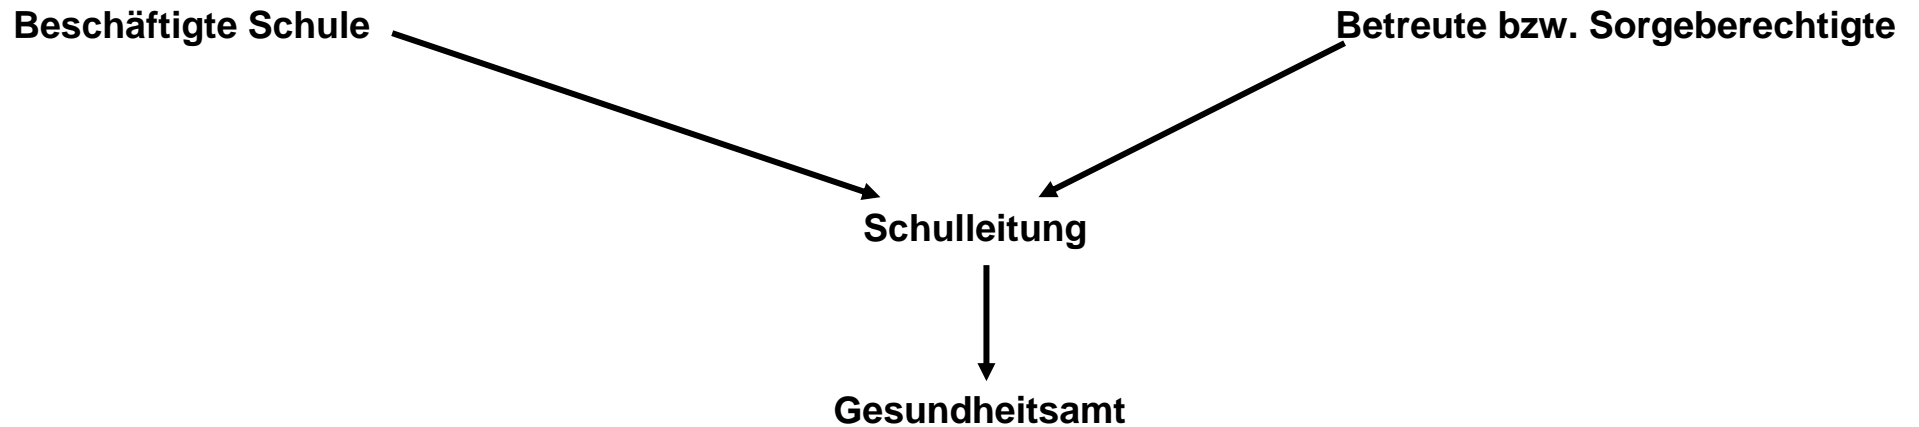 Beschäftigte Schule
Betreute bzw. Sorgeberechtigte
Schulleitung
Gesundheitsamt